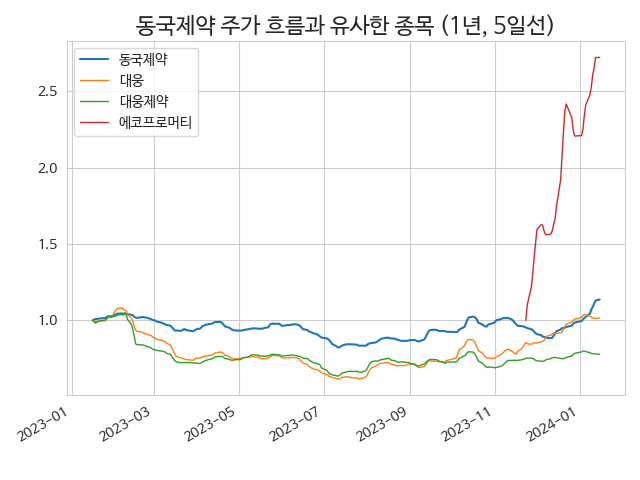 동국제약 주가 흐름과 유사한 종목 (1년, 5일선)
동국제약
대웅
대웅제약
에코프로머티
2.5
2.0
1.5
1.0
2023-01
2023-03
2023-05
2023-07
2023-09
2023-11
2024-01